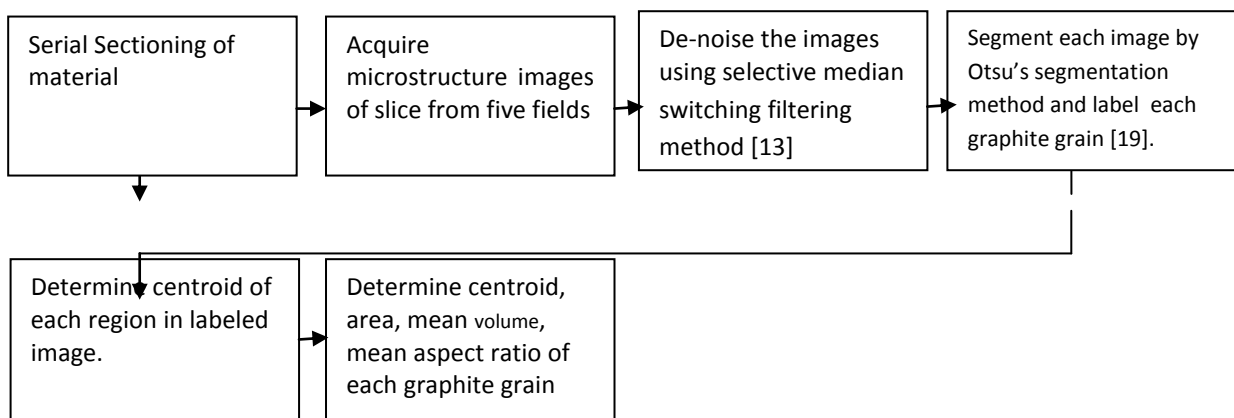 Serial Sectioning of
material
Acquire
microstructure images
of slice from five fields
De-noise the images
using selective median
switching filtering
method [13]
Segment each image by
Otsu's segmentation
method and label each
graphite grain [19].
Determine centroid of
each region in labeled
image.
Determine centroid,
area, mean volume,
mean aspect ratio of
each graphite grain